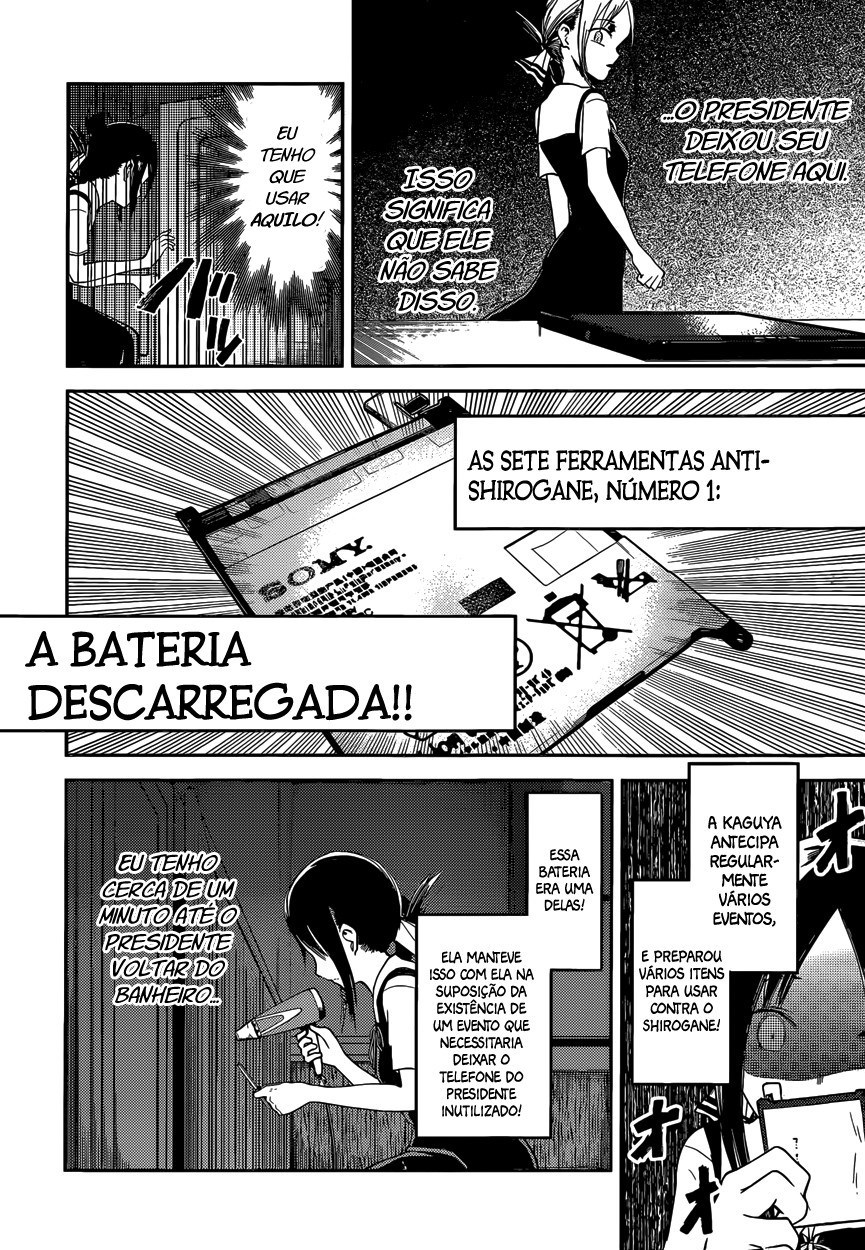 ...O PRESIDENTE
DEIXOU SEU
TELEFONE AQUI.
ISSO
SIGNIFICA
QUE ELE
NÃO SABE
DISSO.
EU
TENHO
QUE
USAR
AQUILO!
AS SETE FERRAMENTAS ANTI-
SHIROGANE, NÚMERO 1:
SOMY.
A BATERIA
DESCARREGADA!!
A KAGUYA
ANTECIPA
REGULAR-
MENTE
VÁRIOS
EVENTOS,
E PREPAROU
VÁRIOS ITENS
PARA USAR
CONTRA O
SHIROGANE!
オ
オ
ESSA
BATERIA
ERA UMA
DELAS!
ELA MANTEVE
ISSO COM ELA NA
SUPOSIÇÃO DA
EXISTÊNCIA DE
UM EVENTO QUE
NECESSITARIA
DEIXAR O
TELEFONE DO
PRESIDENTE
INUTILIZADO!
EU TENHO
CERCA DE UM
MINUTO ATÉ O
PRESIDENTE
VOLTAR DO
BANHEIRO...